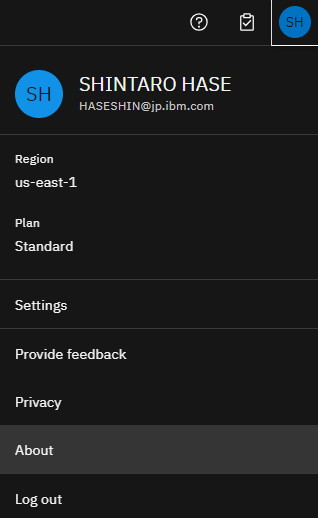 SH
SH
SHINTARO HASE
HASESHIN@jp.ibm.com
Region
us-east-1
Plan
Standard
Settings
Provide feedback
Privacy
About
Log out